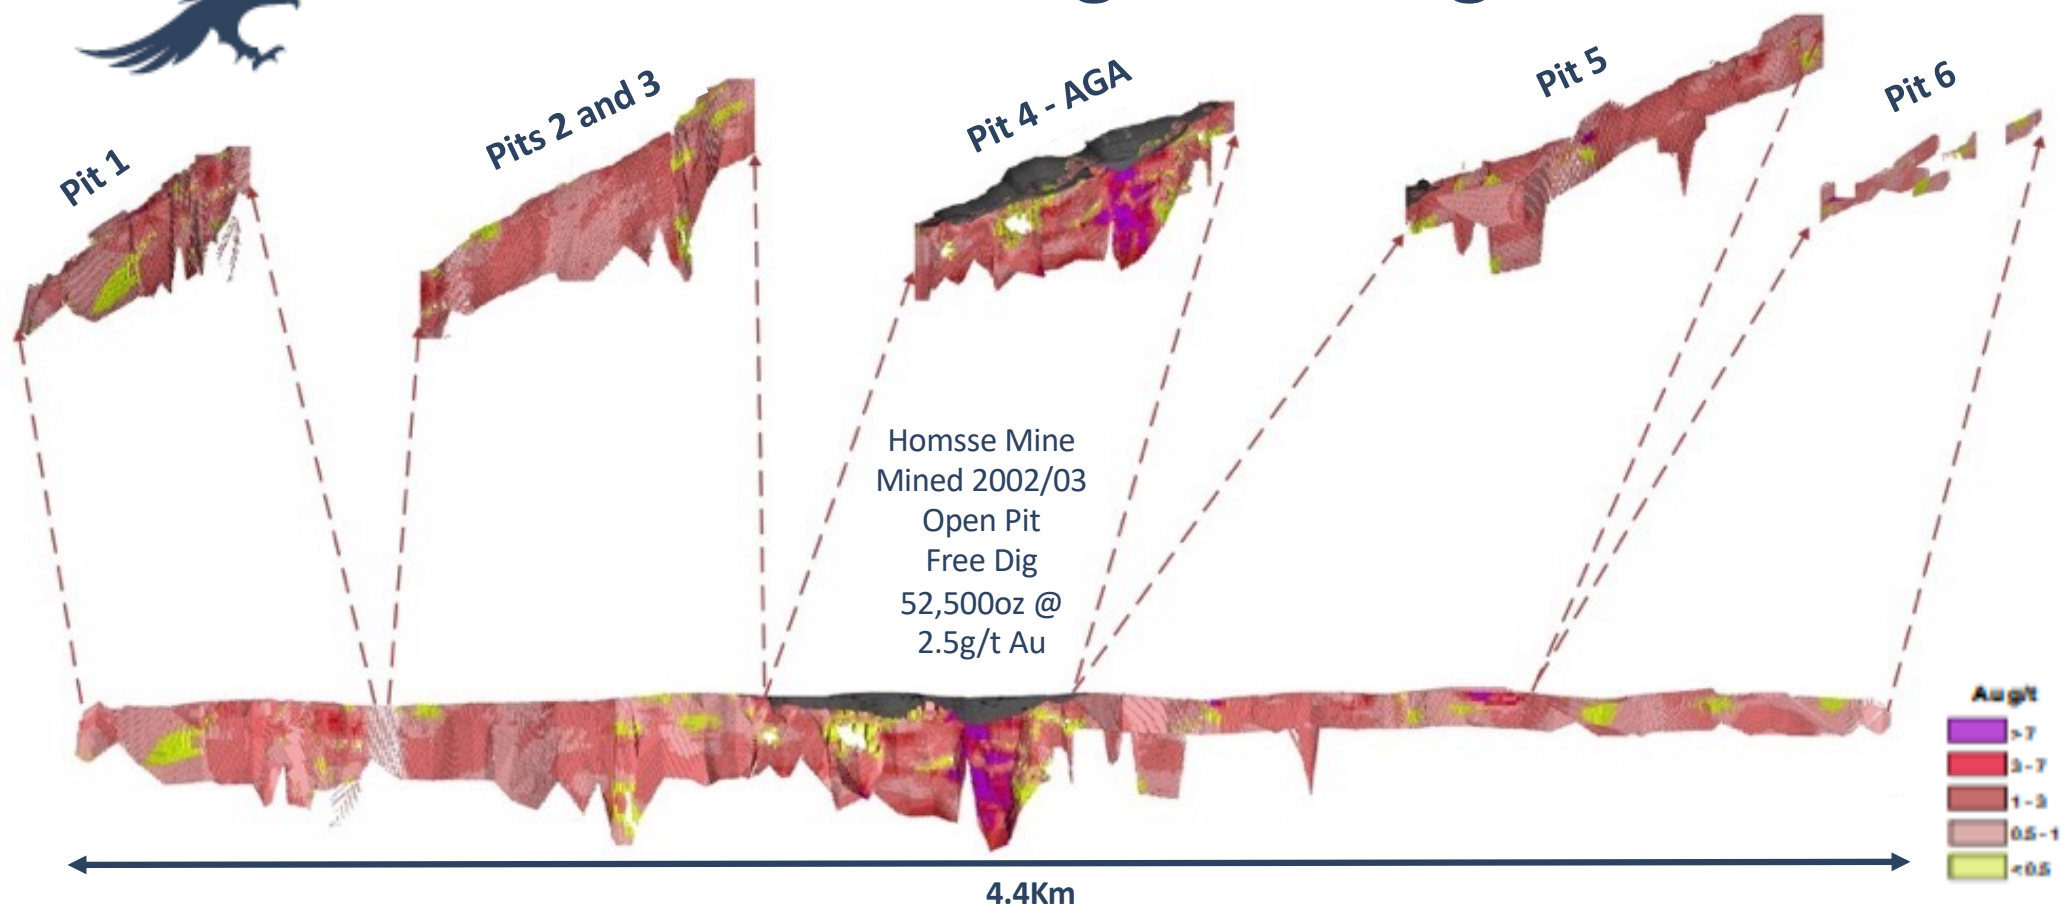 Pit 1
Pits 2 and 3
Pit 4 - AGA
Pit 5
Pit 6
Homsse Mine
Mined 2002/03
Open Pit
Free Dig
52,500oz @
2.5g/t Au
Au g/t
>7
3-7
1-3
0.5-1
<0.5
4.4Km